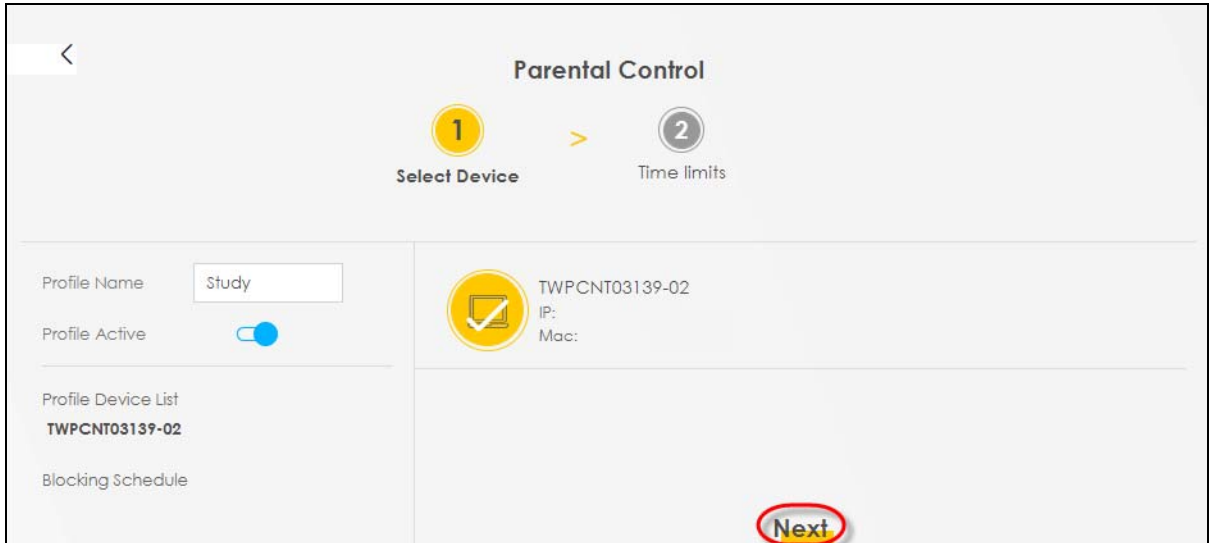 Parental Control
1 > 2
Select Device Time limits
Profile Name Study
Profile Active
Profile Device List
TWPCNT03139-02
Blocking Schedule
TWPCNT03139-02
IP:
Mac:
Next